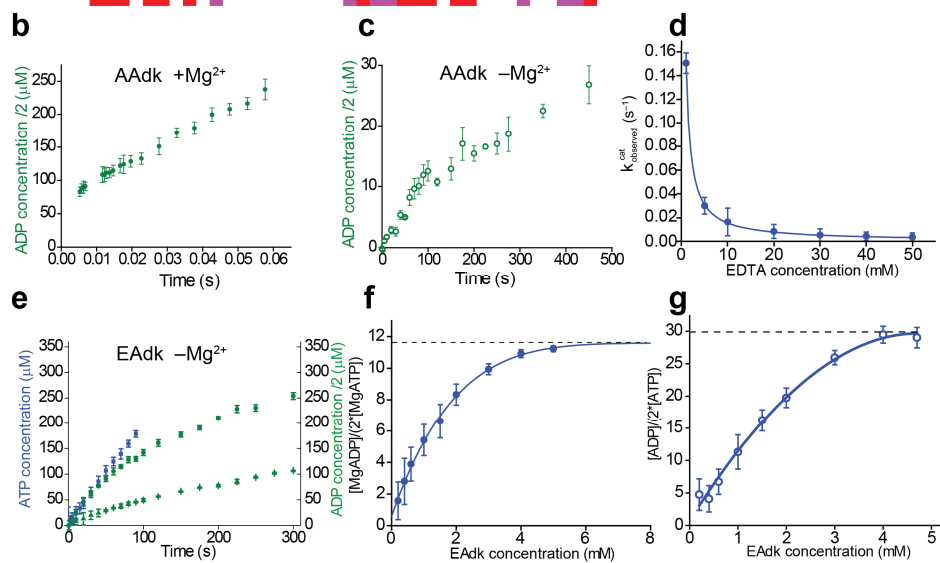 b
AAdk +Mg2+
ADP concentration /2 (μM)
250
200
150
100
50
0
0.00 0.01 0.02 0.03 0.04 0.05 0.06
Time (s)
c
AAdk –Mg2+
ADP concentration /2 (μM)
30
20
10
0
0 100 200 300 400 500
Time (s)
d
k cat observed (s–1)
0.16
0.14
0.12
0.10
0.08
0.06
0.04
0.02
0.00
0 10 20 30 40 50 60
EDTA concentration (mM)
e
EAdk –Mg2+
ATP concentration (μM)
350
300
250
200
150
100
50
0
350
300
250
200
150
100
50
0
ADP concentration /2 (μM)
0 100 200 300
Time (s)
f
[MgADP]/(2*[MgATP])
12
10
8
6
4
2
0
0 2 4 6 8
EAdk concentration (mM)
g
[ADP]/(2*[ATP])
30
25
20
15
10
5
0
0 1 2 3 4 5
EAdk concentration (mM)